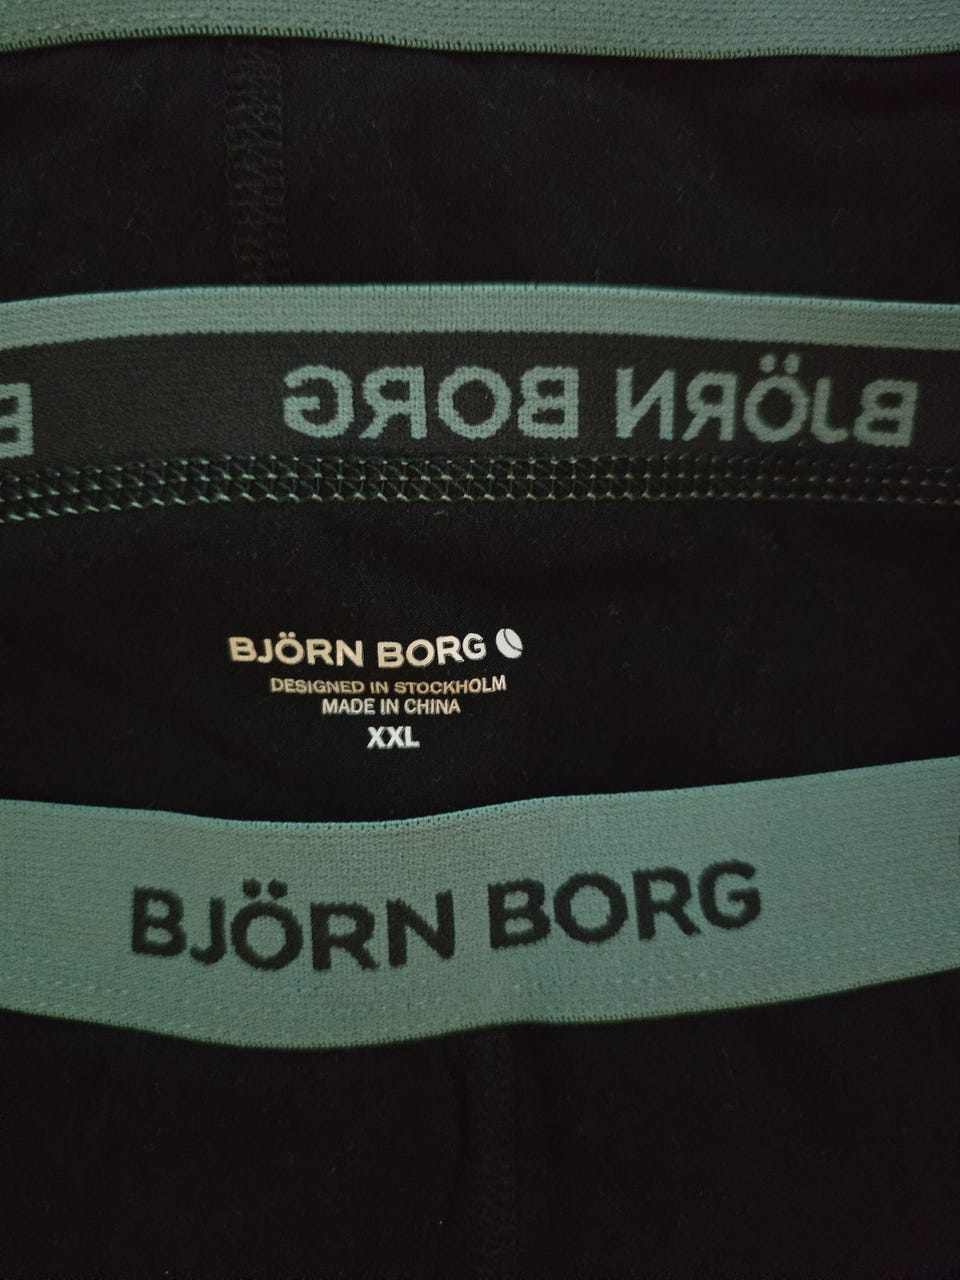 BJÖRN BORG
BJÖRN BORG
DESIGNED IN STOCKHOLM
MADE IN CHINA
XXL
BJÖRN BORG